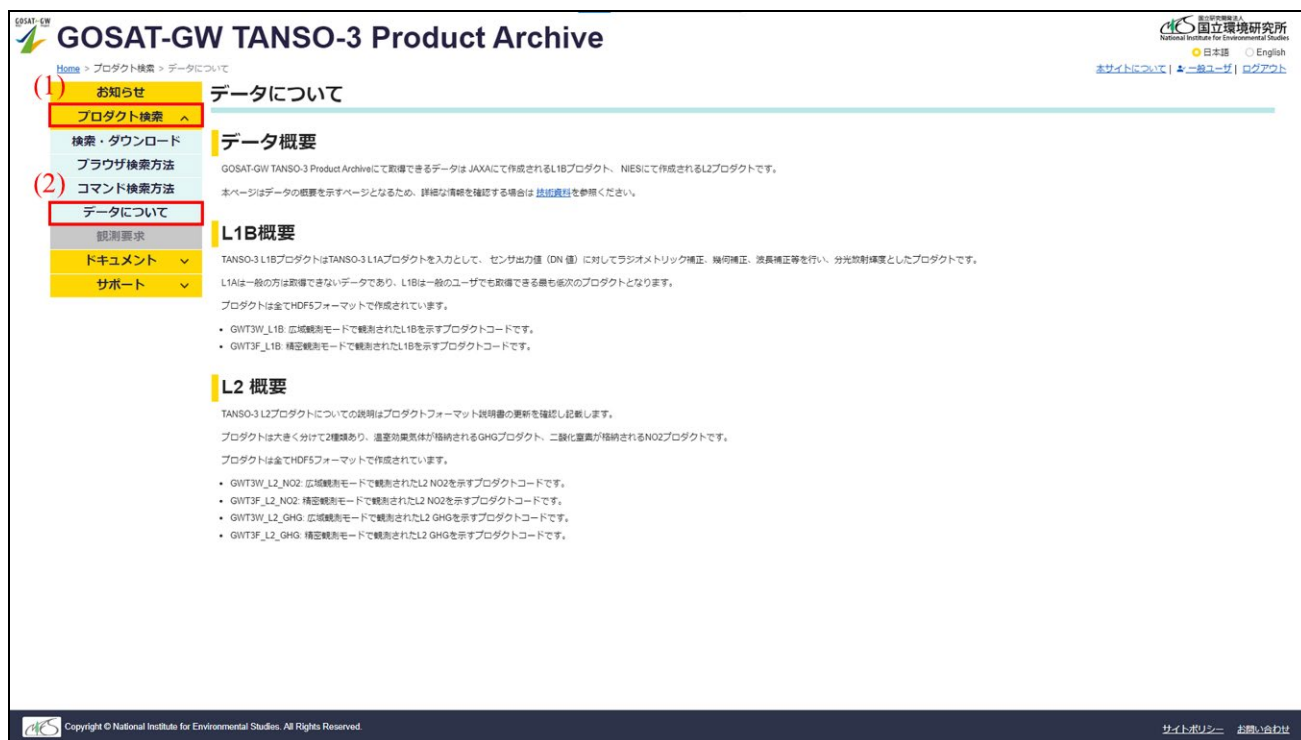 GOSAT-GW
GOSAT-GW TANSO-3 Product Archive
国立研究開発法人
国立環境研究所
National Institute for Environmental Studies
日本語 English
Home > プロダクト検索 > データについて
本サイトについて | 一般ユーザ | ログアウト
(1)
お知らせ
プロダクト検索
検索・ダウンロード
ブラウザ検索方法
(2)
コマンド検索方法
データについて
観測要求
ドキュメント
サポート
データについて
データ概要
GOSAT-GW TANSO-3 Product Archiveにて取得できるデータは JAXAにて作成されるL1Bプロダクト、 NIESにて作成されるL2プロダクトです。
本ページはデータの概要を示すページとなるため、詳細な情報を確認する場合は 技術資料を参照ください。
L1B概要
TANSO-3 L1BプロダクトはTANSO-3 L1Aプロダクトを入力として、 センサ出力値（DN 値）に対してラジオメトリック補正、幾何補正、波長補正等を行い、分光放射輝度としたプロダクトです。
L1Aは一般の方は取得できないデータであり、L1Bは一般のユーザでも取得できる最も低次のプロダクトとなります。
プロダクトは全てHDF5フォーマットで作成されています。
• GWT3W_L1B: 広域観測モードで観測されたL1Bを示すプロダクトコードです。
• GWT3F_L1B: 精密観測モードで観測されたL1Bを示すプロダクトコードです。
L2 概要
TANSO-3 L2プロダクトについての説明はプロダクトフォーマット説明書の更新を確認し記載します。
プロダクトは大きく分けて2種類あり、温室効果気体が格納されるGHGプロダクト、二酸化窒素が格納されるNO2プロダクトです。
プロダクトは全てHDF5フォーマットで作成されています。
• GWT3W_L2_NO2: 広域観測モードで観測されたL2 NO2を示すプロダクトコードです。
• GWT3F_L2_NO2: 精密観測モードで観測されたL2 NO2を示すプロダクトコードです。
• GWT3W_L2_GHG: 広域観測モードで観測されたL2 GHGを示すプロダクトコードです。
• GWT3F_L2_GHG: 精密観測モードで観測されたL2 GHGを示すプロダクトコードです。
NIES Copyright © National Institute for Environmental Studies. All Rights Reserved.
サイトポリシー お問い合わせ